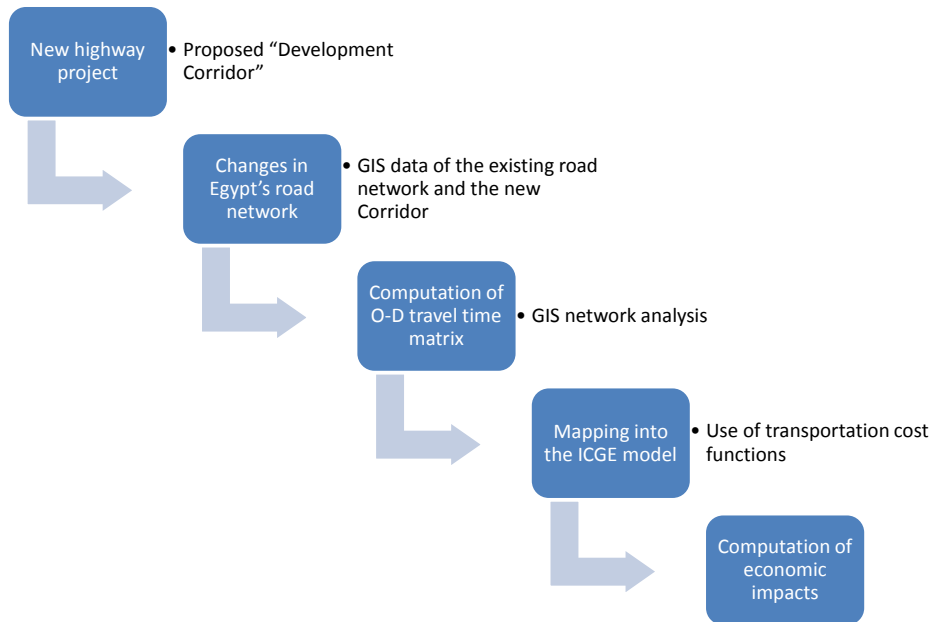 New highway
project
• Proposed “Development
Corridor”
Changes in
Egypt’s road
network
• GIS data of the existing road
network and the new
Corridor
Computation of
O-D travel time
matrix
• GIS network analysis
Mapping into
the ICGE model
• Use of transportation cost
functions
Computation of
economic
impacts